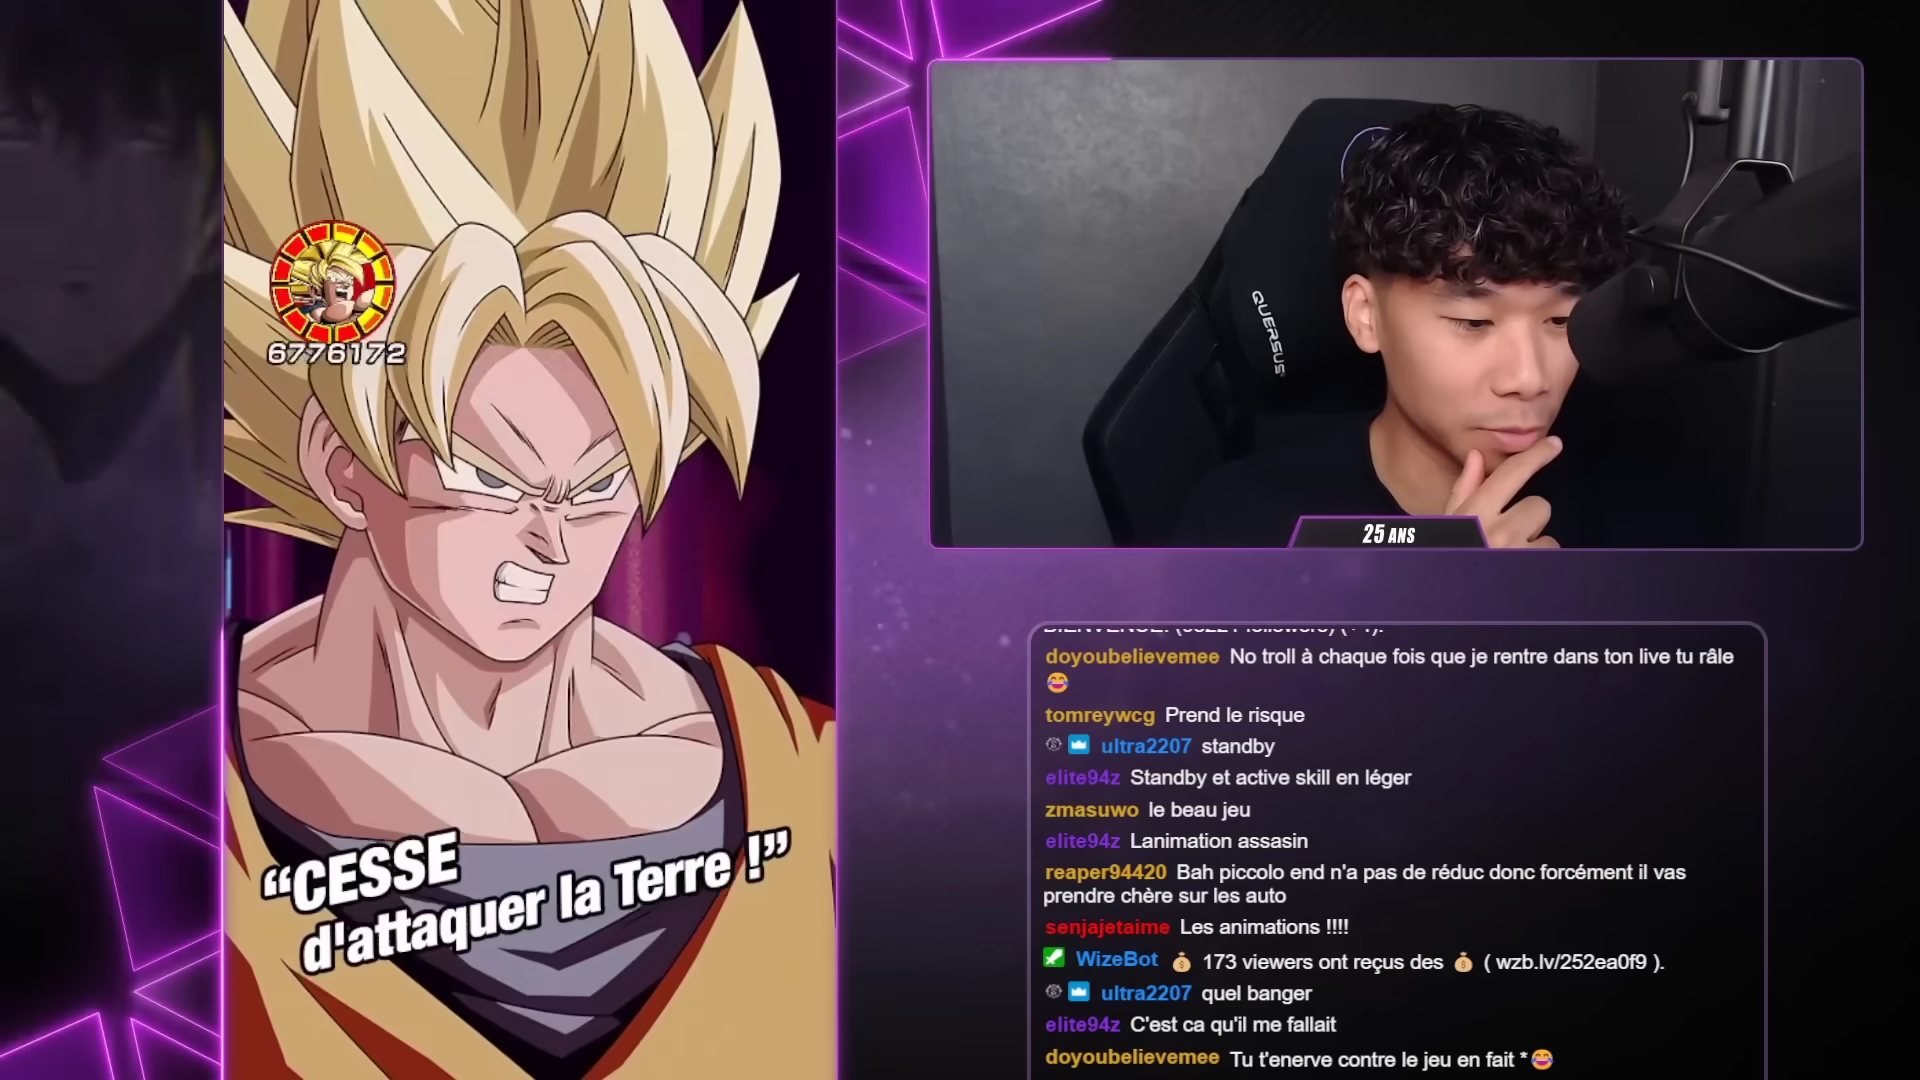 6776172
“CESSE
d'attaquer la Terre !”
QUERSUS
25 ANS
doyoubelievemee No troll à chaque fois que je rentre dans ton live tu râle
😂
tomreywcg Prend le risque
ultra2207 standby
elite94z Standby et active skill en léger
zmasuwo le beau jeu
elite94z Lanimation assasin
reaper94420 Bah piccolo end n'a pas de réduc donc forcément il vas
prendre chère sur les auto
senjajetaime Les animations !!!!
WizeBot 💰 173 viewers ont reçus des 💰 ( wzb.lv/252ea0f9 ).
ultra2207 quel banger
elite94z C'est ca qu'il me fallait
doyoubelievemee Tu t'enerve contre le jeu en fait * 😂